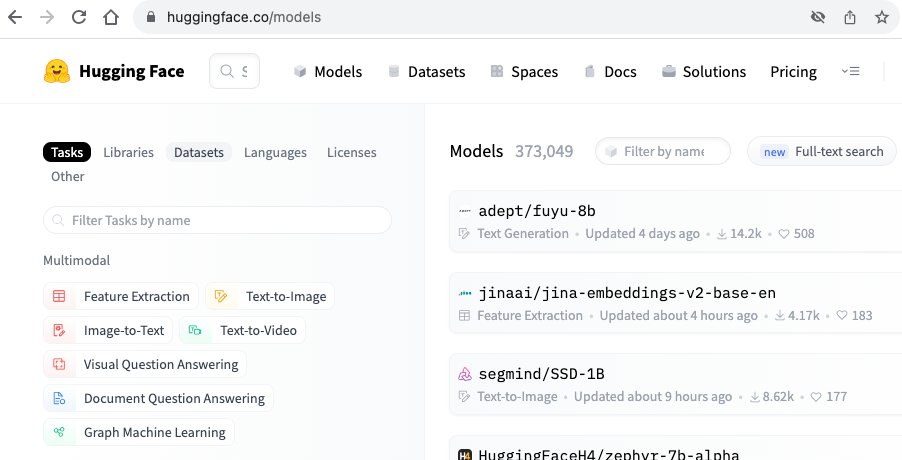 huggingface.co/models
Hugging Face
Models Datasets Spaces Docs Solutions Pricing
Tasks Libraries Datasets Languages Licenses
Other
Filter Tasks by name
Multimodal
Feature Extraction Text-to-Image
Image-to-Text Text-to-Video
Visual Question Answering
Document Question Answering
Graph Machine Learning
Models 373,049 Filter by name new Full-text search
adept/fuyu-8b
Text Generation • Updated 4 days ago • 14.2k • 508
jinaai/jina-embeddings-v2-base-en
Feature Extraction • Updated about 4 hours ago • 4.17k • 183
segmind/SSD-1B
Text-to-Image • Updated about 9 hours ago • 8.62k • 177
H4 HuggingFaceH4/zephyr-7b-alpha